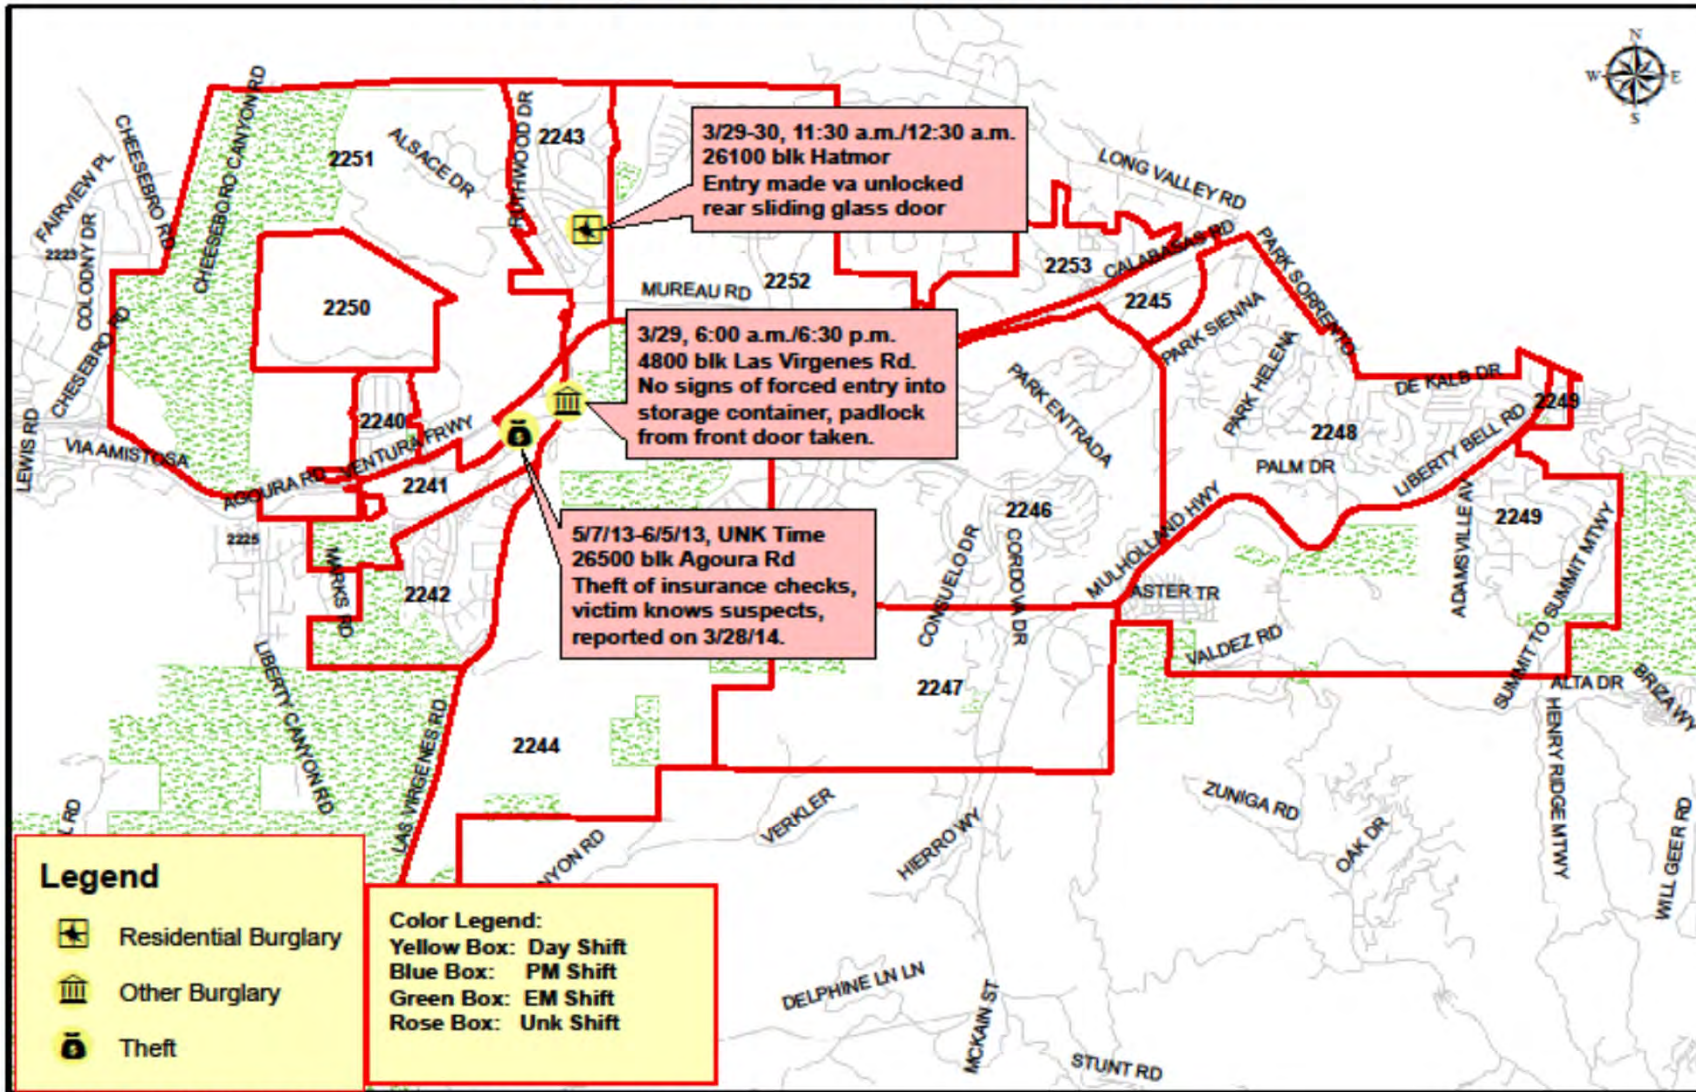 N
W E
S
CHEESEBORO CANYON RD
CHEESEBRO RD
FAIRVIEW PL
COLODNY DR
2223
CHESEBRO RD
LEWIS RD
VIA AMISTOSA
2251
ALSACE DR
2243
3/29-30, 11:30 a.m./12:30 a.m.
26100 blk Hatmor
Entry made va unlocked
rear sliding glass door
LONG VALLEY RD
CHEESEBORO CANYON RD
2250
MUREAU RD
2252
2253
CALABASAS RD
2245
PARK SORRENTO
PARK SIENNA
PARK HELENA
3/29, 6:00 a.m./6:30 p.m.
4800 blk Las Virgenes Rd.
No signs of forced entry into
storage container, padlock
from front door taken.
PARK ENTRADA
DE KALB DR
2249
2240
VENTURA FRWY
AGOURA RD
2241
2248
PALM DR
LIBERTY BELL RD
2225
MARKS RD
2242
5/7/13-6/5/13, UNK Time
26500 blk Agoura Rd
Theft of insurance checks,
victim knows suspects,
reported on 3/28/14.
2246
CONSUELO DR
CORDOVA DR
MULHOLLAND HWY
ASTER TR
ADAMSVILLE AV
2249
SUMMIT TO SUMMIT MTWY
VALDEZ RD
ALTA DR
BRIZA WY
LIBERTY CANYON RD
LAS VIRGENES RD
2244
2247
HENRY RIDGE MTWY
ZUNIGA RD
OAK DR
WILL GEER RD
VERKLER
HIERRO WY
NYON RD
L RD
DELPHINE LN LN
MCKAIN ST
STUNT RD
Legend
Residential Burglary
Other Burglary
Theft
Color Legend:
Yellow Box: Day Shift
Blue Box: PM Shift
Green Box: EM Shift
Rose Box: Unk Shift